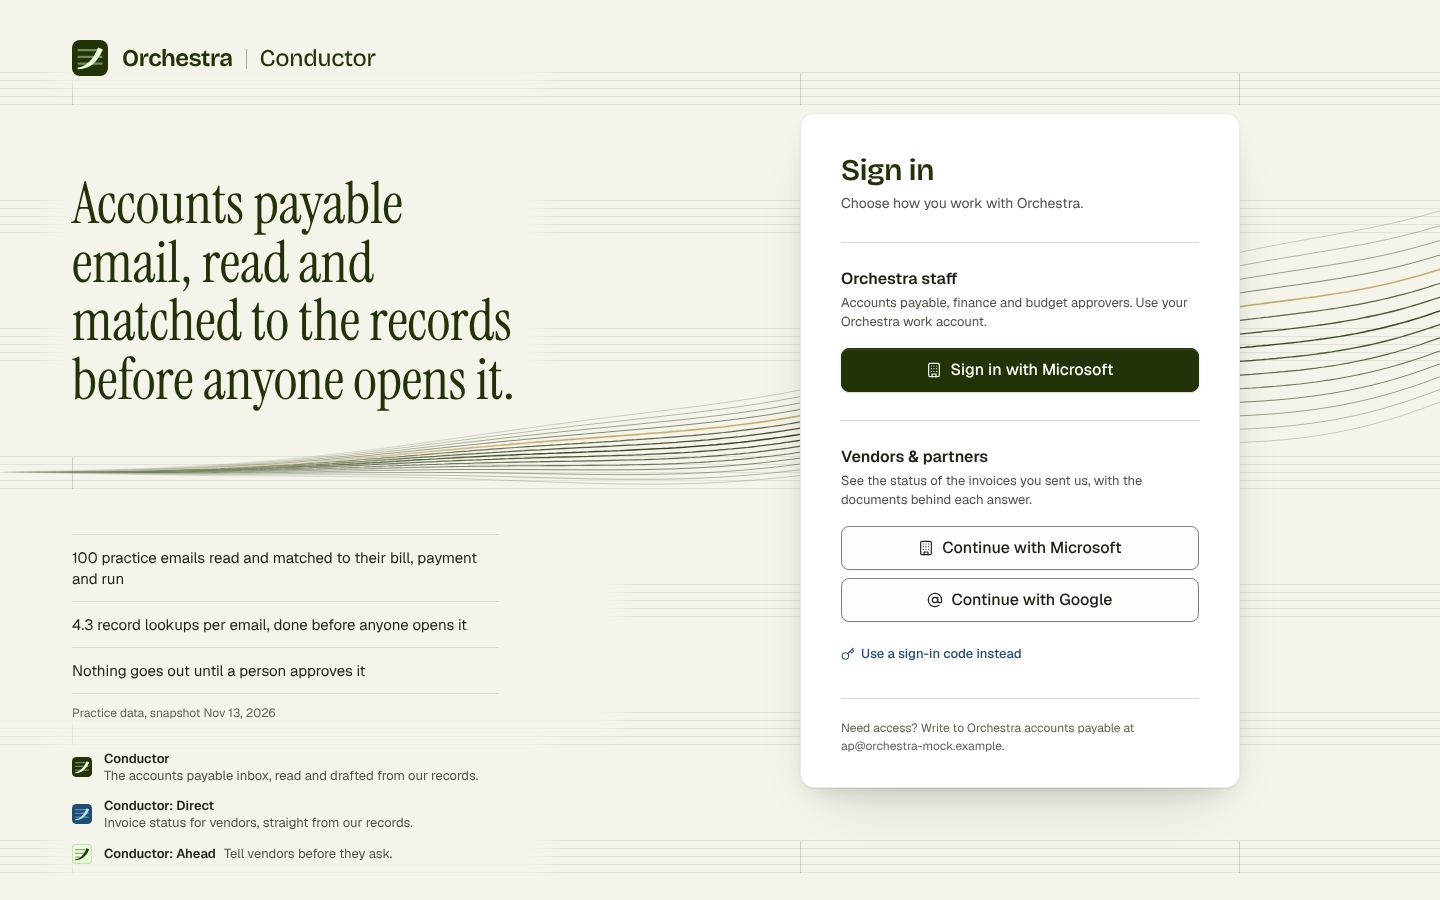 Orchestra | Conductor
Accounts payable
email, read and
matched to the records
before anyone opens it.
100 practice emails read and matched to their bill, payment
and run
4.3 record lookups per email, done before anyone opens it
Nothing goes out until a person approves it
Practice data, snapshot Nov 13, 2026
Conductor
The accounts payable inbox, read and drafted from our records.
Conductor: Direct
Invoice status for vendors, straight from our records.
Conductor: Ahead Tell vendors before they ask.
Sign in
Choose how you work with Orchestra.
Orchestra staff
Accounts payable, finance and budget approvers. Use your
Orchestra work account.
Sign in with Microsoft
Vendors & partners
See the status of the invoices you sent us, with the
documents behind each answer.
Continue with Microsoft
Continue with Google
Use a sign-in code instead
Need access? Write to Orchestra accounts payable at
ap@orchestra-mock.example.